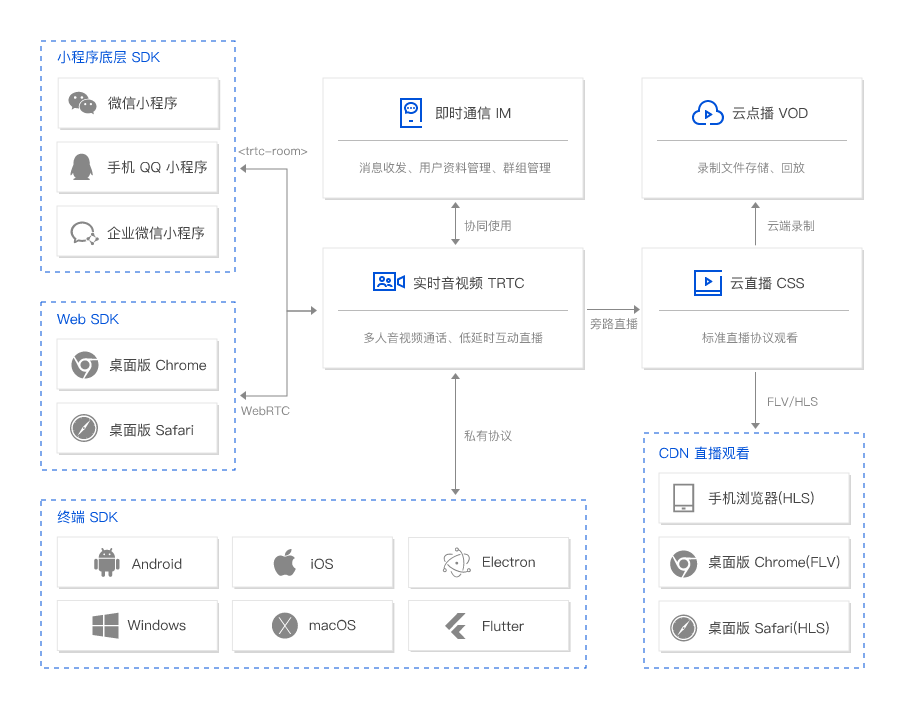 小程序底层 SDK
微信小程序
手机 QQ 小程序
企业微信小程序
<trtc-room>
即时通信 IM
消息收发、用户资料管理、群组管理
云点播 VOD
录制文件存储、回放
协同使用
云端录制
实时音视频 TRTC
多人音视频通话、低延时互动直播
旁路直播
云直播 CSS
标准直播协议观看
Web SDK
桌面版 Chrome
桌面版 Safari
WebRTC
私有协议
FLV/HLS
CDN 直播观看
手机浏览器(HLS)
桌面版 Chrome(FLV)
桌面版 Safari(HLS)
终端 SDK
Android
iOS
Electron
Windows
macOS
Flutter